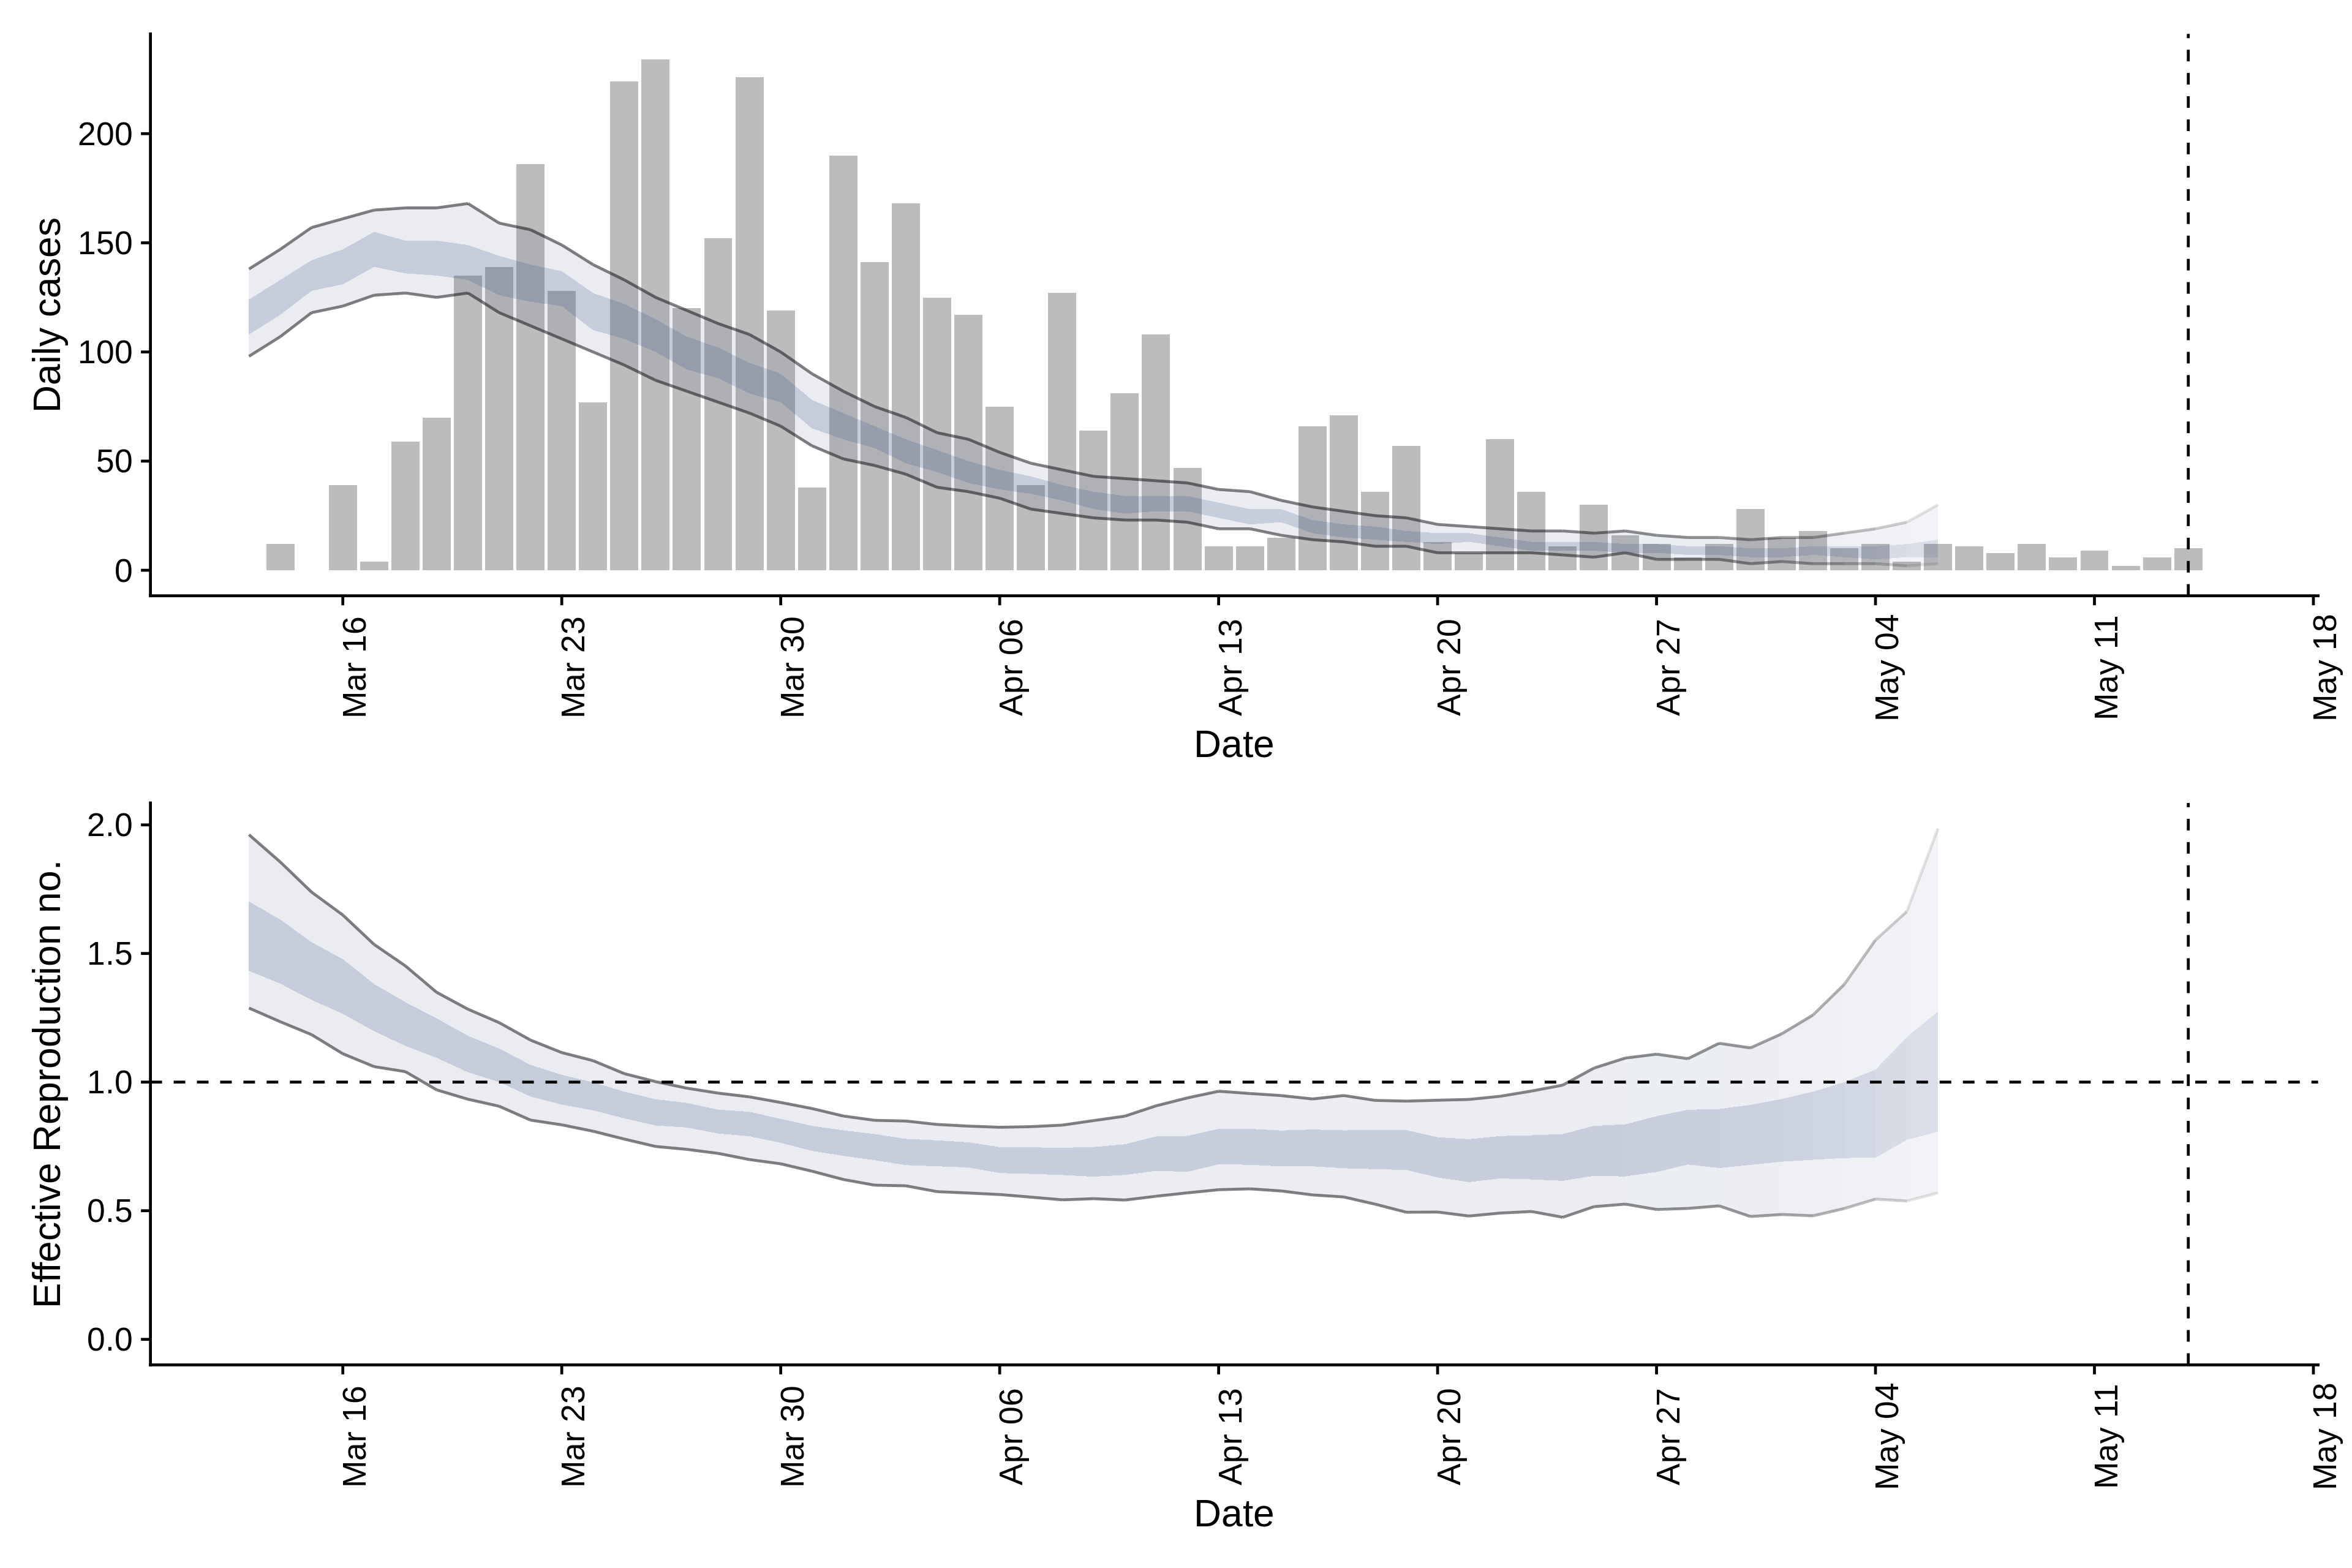 Daily cases
200
150
100
50
0
Mar 16
Mar 23
Mar 30
Apr 06
Apr 13
Apr 20
Apr 27
May 04
May 11
May 18
Date
Effective Reproduction no.
2.0
1.5
1.0
0.5
0.0
Mar 16
Mar 23
Mar 30
Apr 06
Apr 13
Apr 20
Apr 27
May 04
May 11
May 18
Date